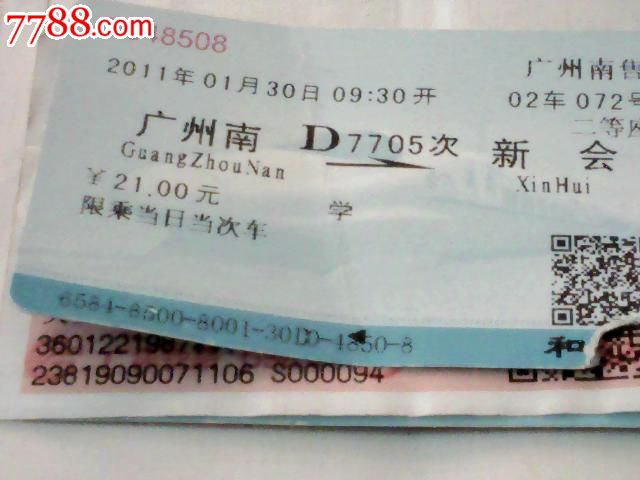 7788.com
48508
2011年01月30日 09:30开
广州南售
02车 072号
二等座
广州南 D7705次 新会
GuangZhouNan XinHui
¥21.00元
限乘当日当次车
学
6584-8500-8001-30D0-4850-8
和
23819090071106 S000094